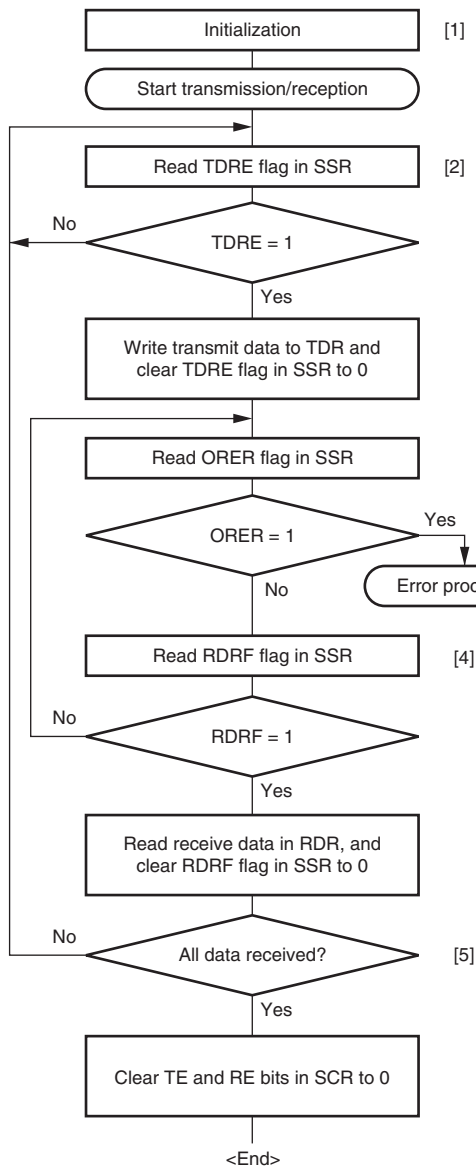 Initialization
[1]
Start transmission/reception
Read TDRE flag in SSR
[2]
No
TDRE = 1
Yes
Write transmit data to TDR and
clear TDRE flag in SSR to 0
Read ORER flag in SSR
ORER = 1
Yes
No
Error
Read RDRF flag in SSR
[4]
No
RDRF = 1
Yes
Read receive data in RDR, and
clear RDRF flag in SSR to 0
No
All data received?
[5]
Yes
Clear TE and RE bits in SCR to 0
<End>